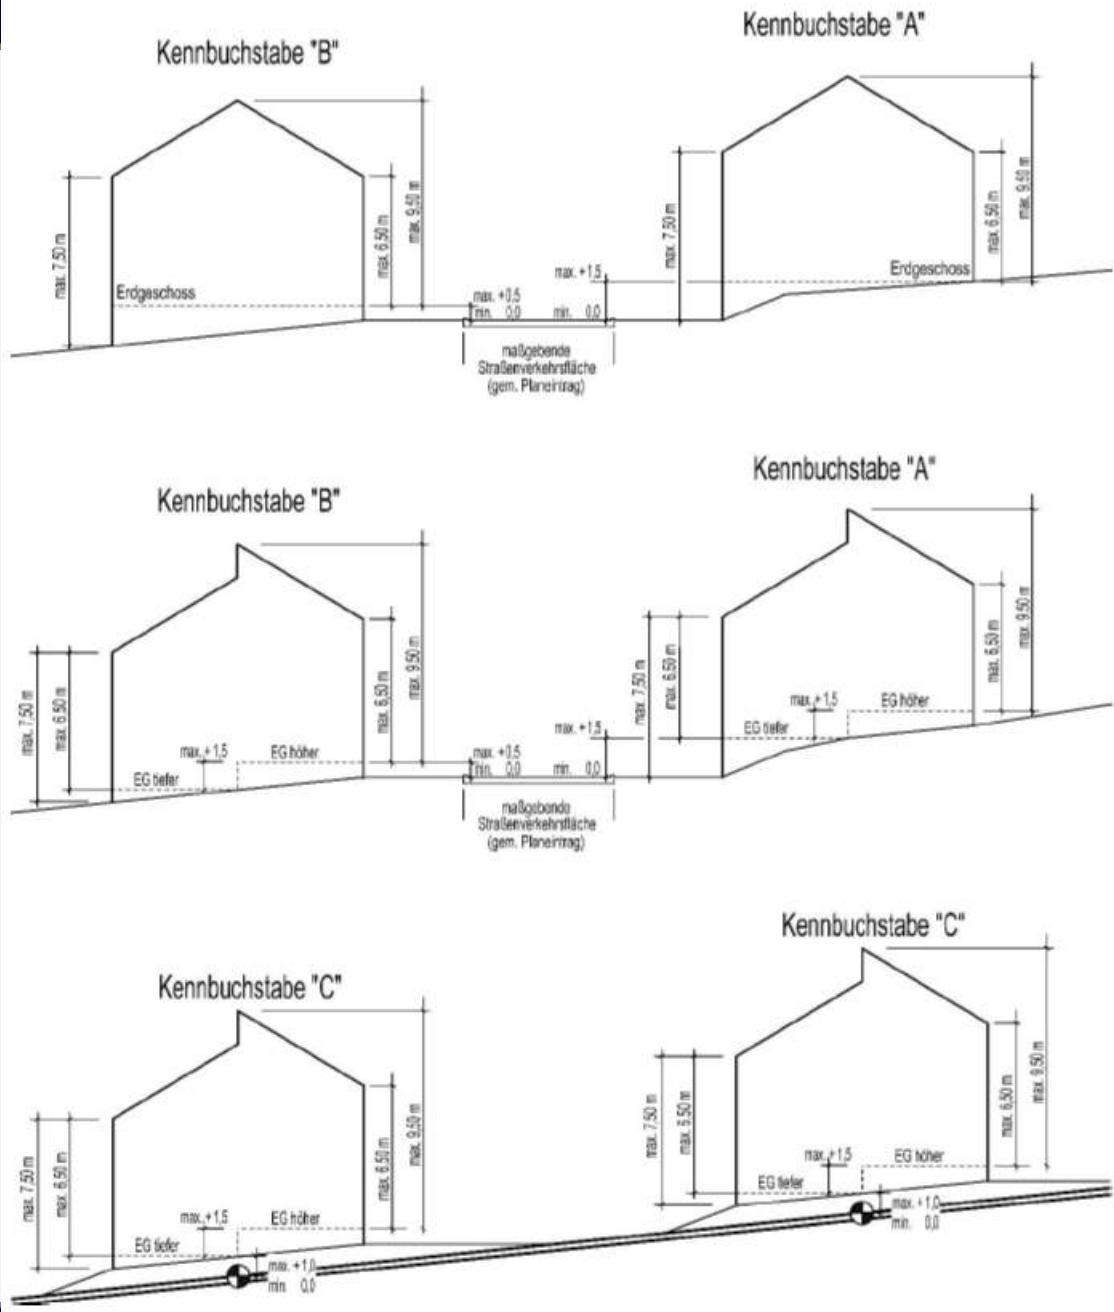 Kennbuchstabe "B"
Kennbuchstabe "A"
max. 7,50 m
Erdgeschoss
max. 6,50 m
max. 9,50 m
max. +0,5
min. 0,0
max. +1,5
min. 0,0
max. 7,50 m
Erdgeschoss
max. 6,50 m
max. 9,50 m
maßgebende
Straßenverkehrsfläche
(gem. Planeintrag)
Kennbuchstabe "B"
Kennbuchstabe "A"
max. 7,50 m
max. 6,50 m
max. +1,5
EG höher
EG tiefer
max. 6,50 m
max. 9,50 m
max. +0,5
min. 0,0
max. +1,5
min. 0,0
max. 7,50 m
max. 6,50 m
max. +1,5
EG höher
EG tiefer
max. 6,50 m
max. 9,50 m
maßgebende
Straßenverkehrsfläche
(gem. Planeintrag)
Kennbuchstabe "C"
Kennbuchstabe "C"
max. 7,50 m
max. 6,50 m
max. +1,5
EG höher
EG tiefer
max. +1,0
min. 0,0
max. 6,50 m
max. 9,50 m
max. 7,50 m
max. 6,50 m
max. +1,5
EG höher
EG tiefer
max. +1,0
min. 0,0
max. 6,50 m
max. 9,50 m